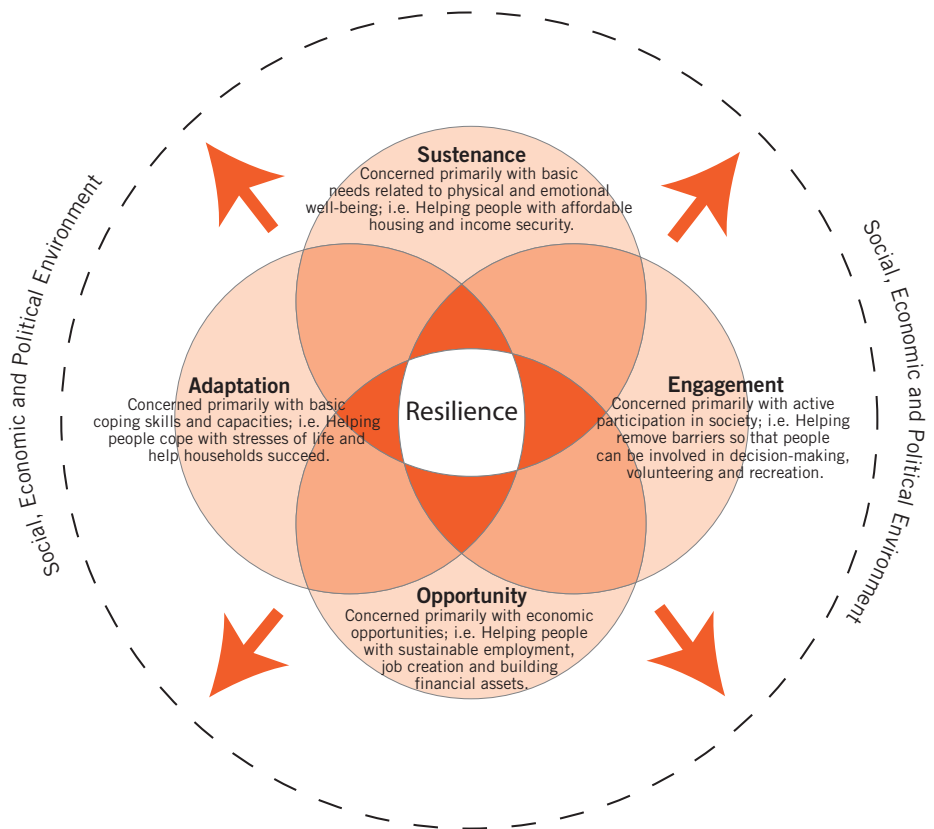 Social, Economic and Political Environment
Sustenance
Concerned primarily with basic
needs related to physical and emotional
well-being; i.e. Helping people with affordable
housing and income security.
Adaptation
Concerned primarily with basic
coping skills and capacities; i.e. Helping
people cope with stresses of life and
help households succeed.
Resilience
Engagement
Concerned primarily with active
participation in society; i.e. Helping
remove barriers so that people
can be involved in decision-making,
volunteering and recreation.
Opportunity
Concerned primarily with economic
opportunities; i.e. Helping people
with sustainable employment,
job creation and building
financial assets.
Social, Economic and Political Environment